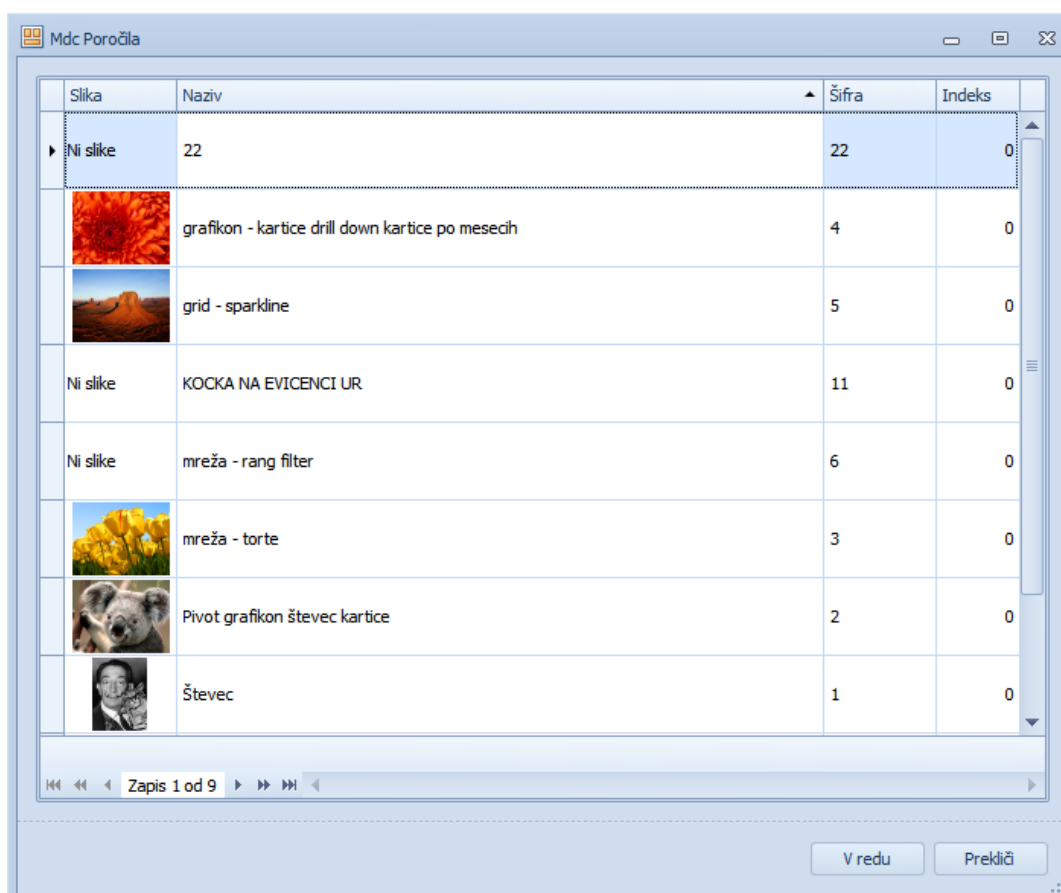 Mdc Poročila
Slika Naziv Šifra Indeks
Ni slike 22 22 0
grafikon - kartice drill down kartice po mesecih 4 0
grid - sparkline 5 0
Ni slike KOCKA NA EVICENCI UR 11 0
Ni slike mreža - rang filter 6 0
mreža - torte 3 0
Pivot grafikon števec kartice 2 0
Števec 1 0
Zapis 1 od 9
V redu Prekliči